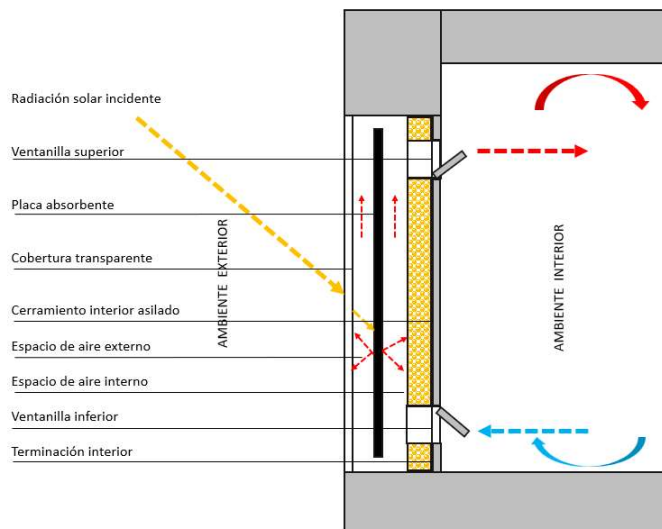 Radiación solar incidente
Ventanilla superior
Placa absorbente
Cobertura transparente
Cerramiento interior asilado
Espacio de aire externo
Espacio de aire interno
Ventanilla inferior
Terminación interior
AMBIENTE EXTERIOR
AMBIENTE INTERIOR